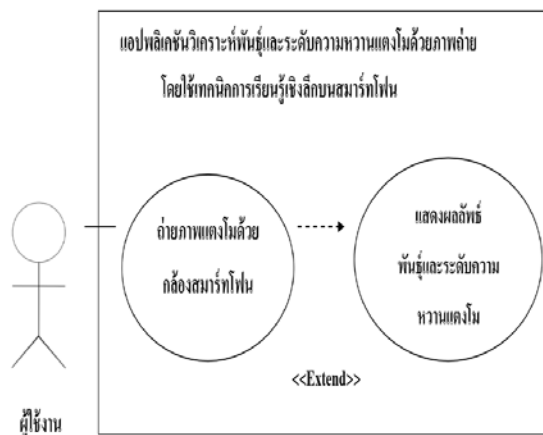 แอปพลิเคชันวิเคราะห์พันธุ์และระดับความหวานแตงโมด้วยภาพถ่าย
โดยใช้เทคนิคการเรียนรู้เชิงลึกบนสมาร์ทโฟน
ถ่ายภาพแตงโมด้วย
กล้องสมาร์ทโฟน
แสดงผลลัพธ์
พันธุ์และระดับความ
หวานแตงโม
<<Extend>>
ผู้ใช้งาน